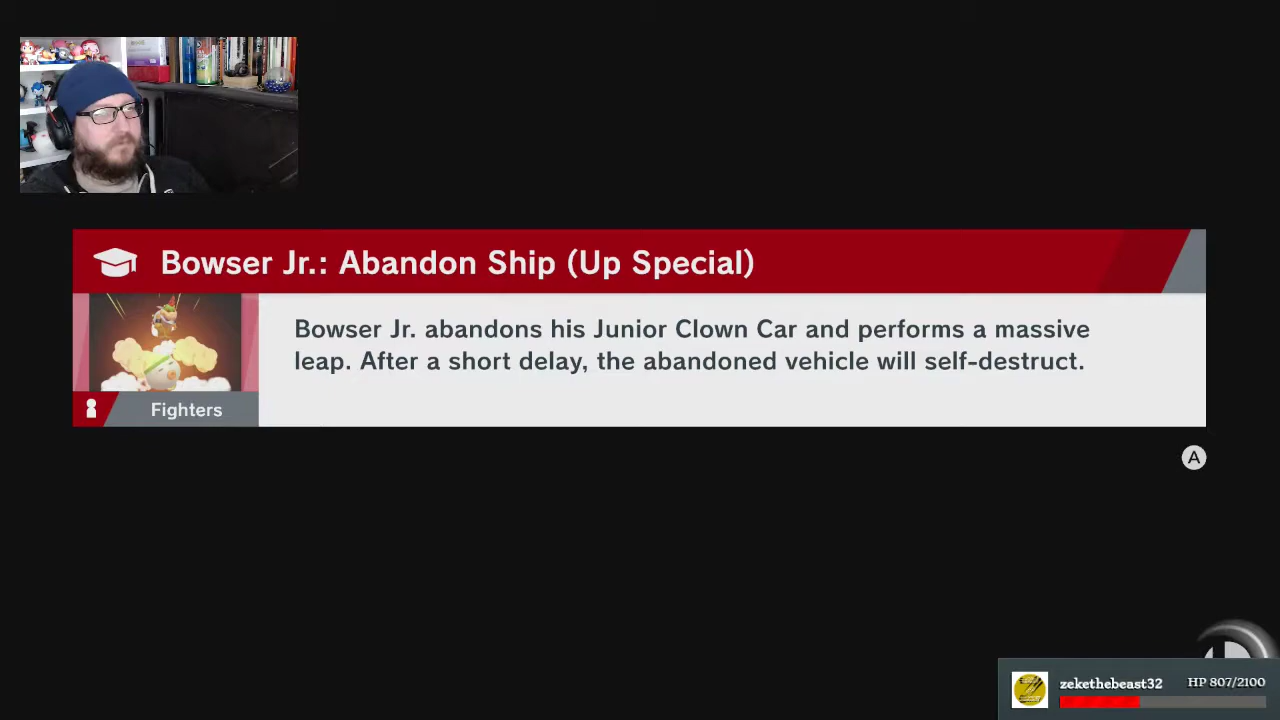 Bowser Jr.: Abandon Ship (Up Special)
Bowser Jr. abandons his Junior Clown Car and performs a massive
leap. After a short delay, the abandoned vehicle will self-destruct.
Fighters
A
zekethebeast32 HP 807/2100